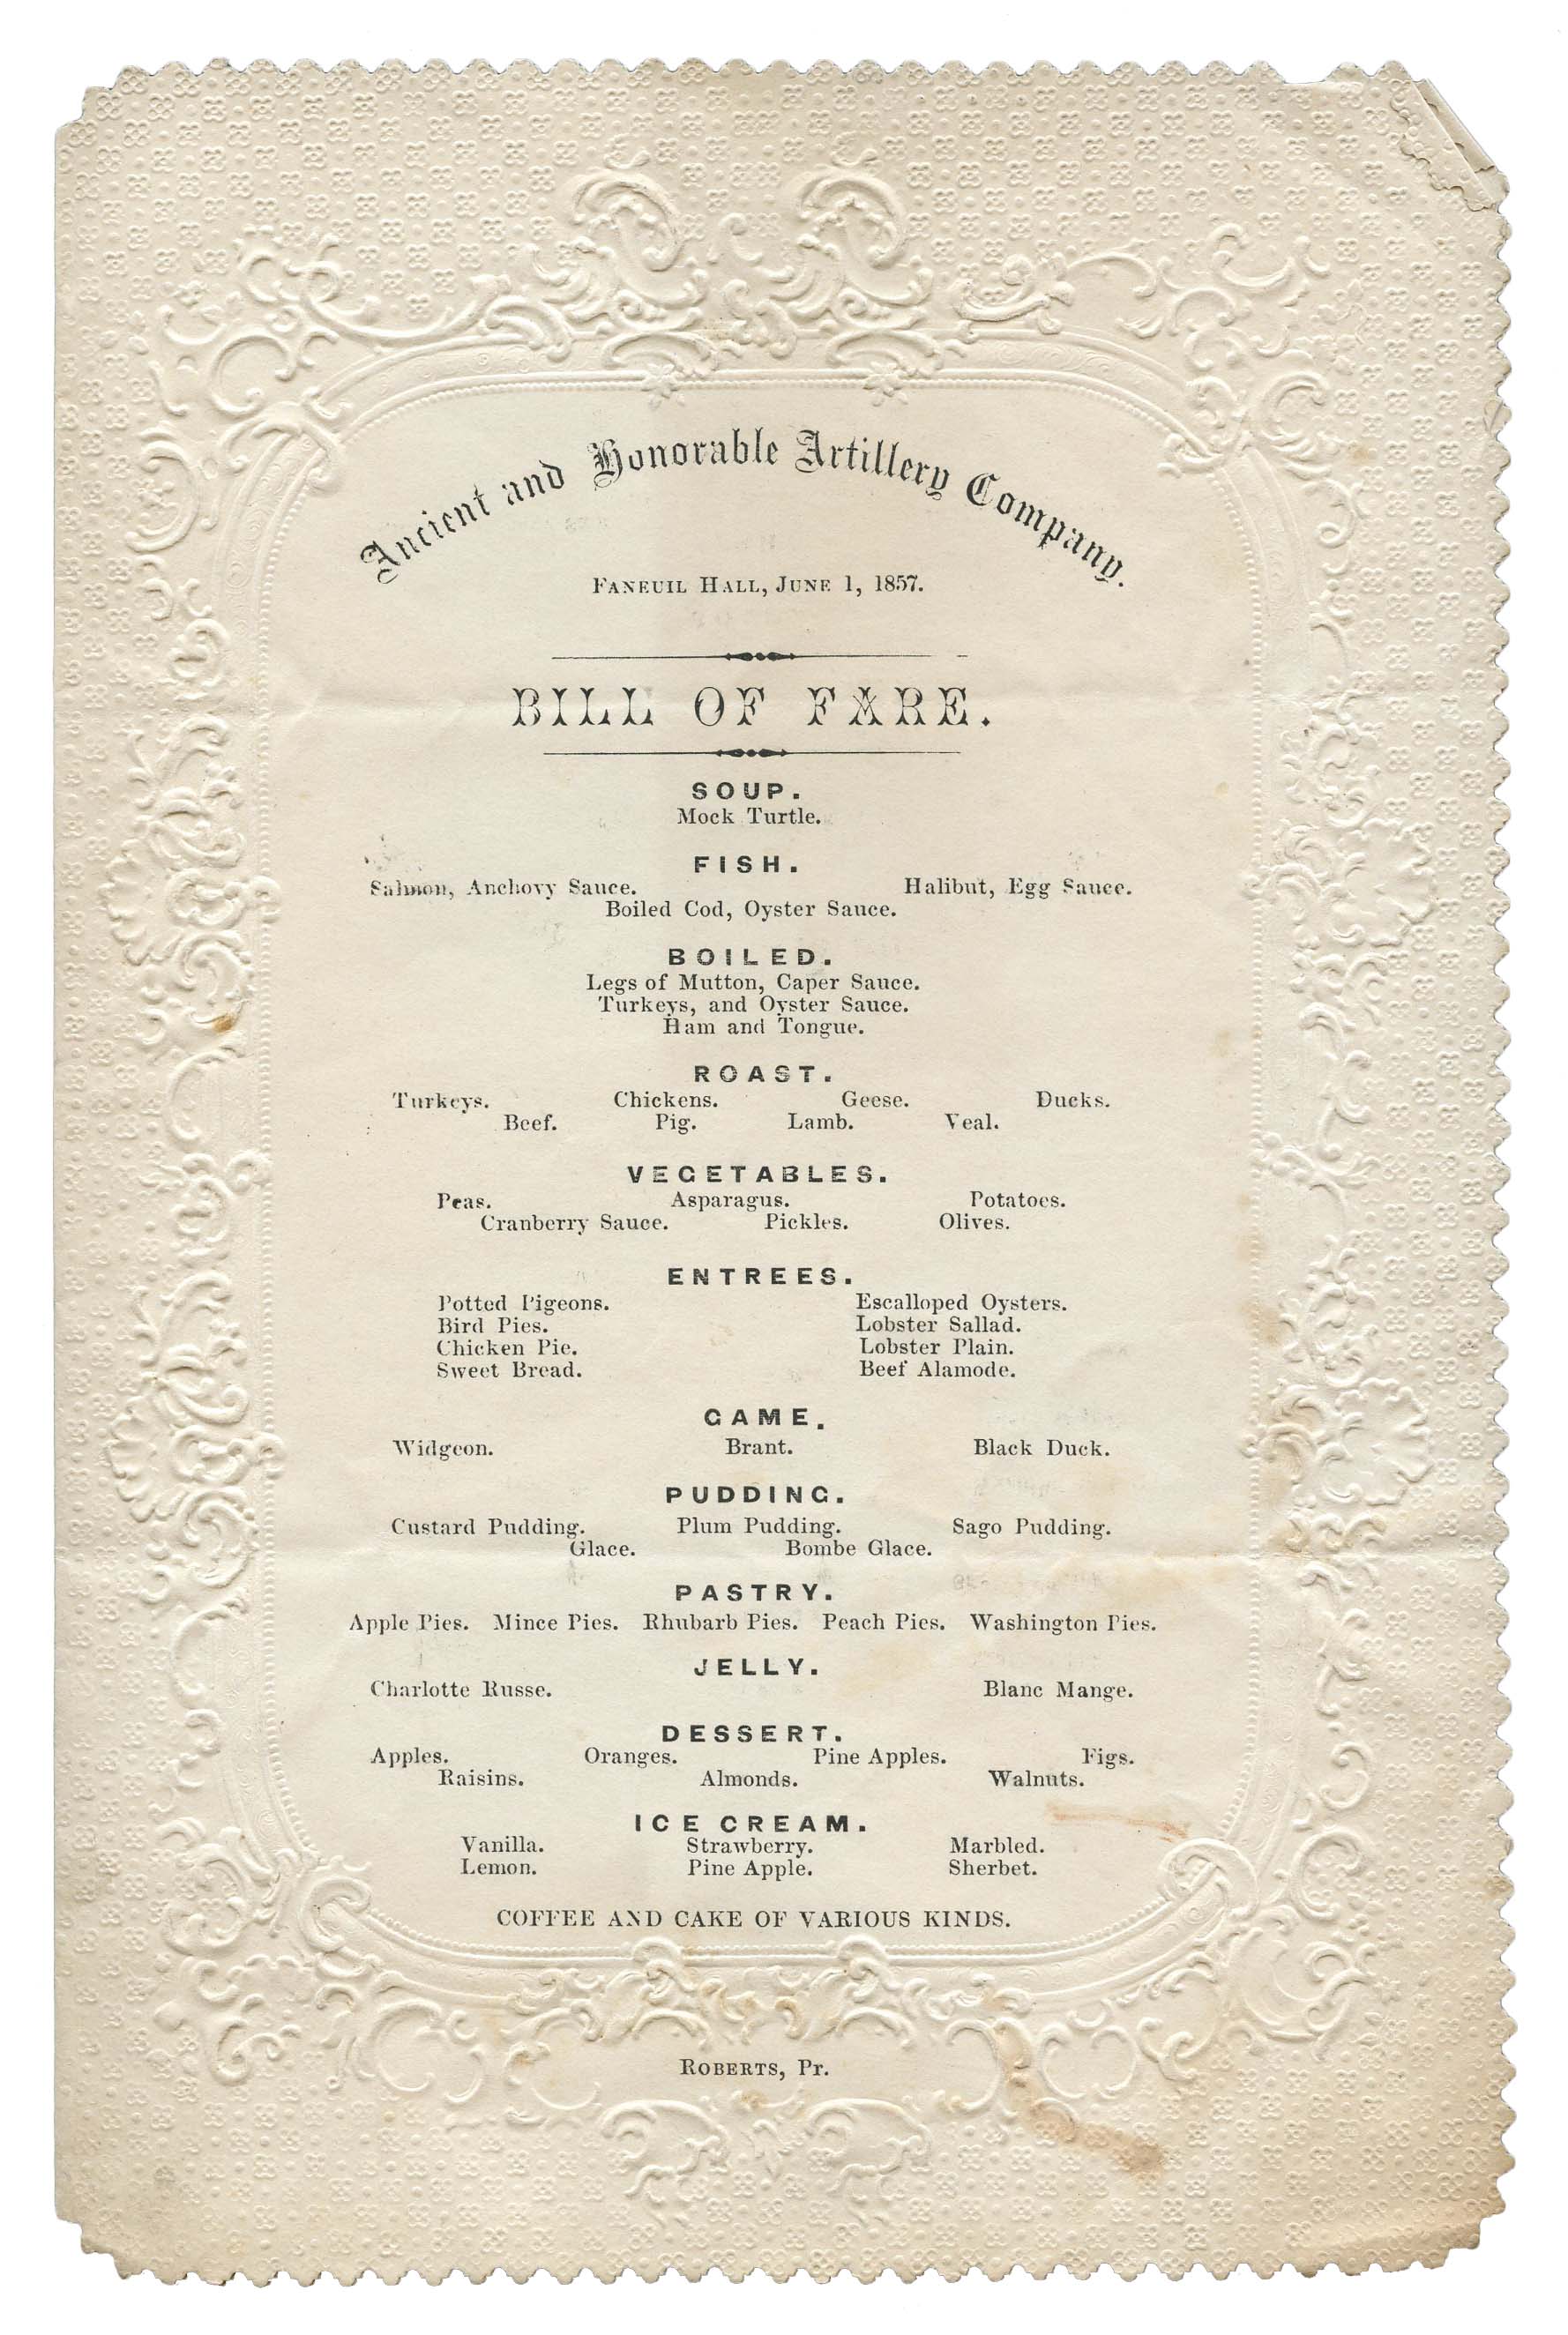 Ancient and Honorable Artillery Company.
FANEUIL HALL, JUNE 1, 1857.
BILL OF FARE.
SOUP.
Mock Turtle.
FISH.
Salmon, Anchovy Sauce. Halibut, Egg Sauce.
Boiled Cod, Oyster Sauce.
BOILED.
Legs of Mutton, Caper Sauce.
Turkeys, and Oyster Sauce.
Ham and Tongue.
ROAST.
Turkeys. Chickens. Geese. Ducks.
Beef. Pig. Lamb. Veal.
VEGETABLES.
Peas. Asparagus. Potatoes.
Cranberry Sauce. Pickles. Olives.
ENTREES.
Potted Pigeons. Escalloped Oysters.
Bird Pies. Lobster Sallad.
Chicken Pie. Lobster Plain.
Sweet Bread. Beef Alamode.
GAME.
Widgeon. Brant. Black Duck.
PUDDING.
Custard Pudding. Plum Pudding. Sago Pudding.
Glace. Bombe Glace.
PASTRY.
Apple Pies. Mince Pies. Rhubarb Pies. Peach Pies. Washington Pies.
JELLY.
Charlotte Russe. Blanc Mange.
DESSERT.
Apples. Oranges. Pine Apples. Figs.
Raisins. Almonds. Walnuts.
ICE CREAM.
Vanilla. Strawberry. Marbled.
Lemon. Pine Apple. Sherbet.
COFFEE AND CAKE OF VARIOUS KINDS.
ROBERTS, Pr.